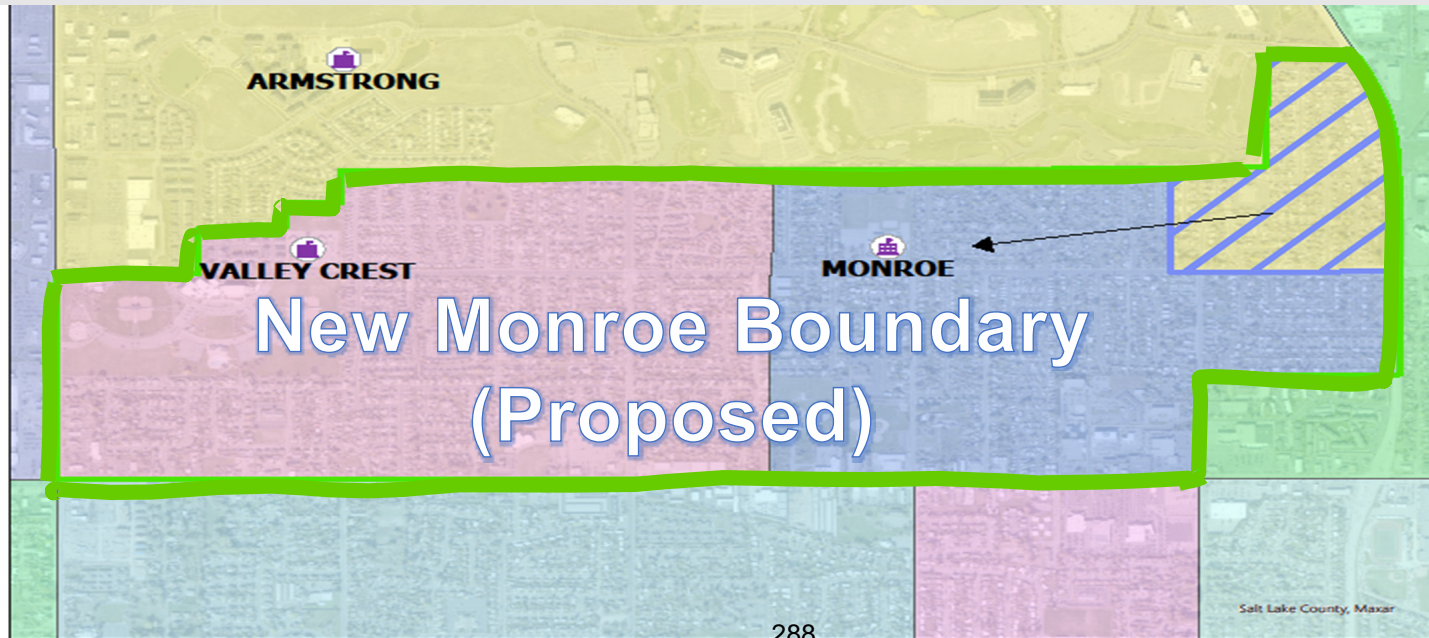 ARMSTRONG
VALLEY CREST
MONROE
New Monroe Boundary
(Proposed)
Salt Lake County, Maxar
288